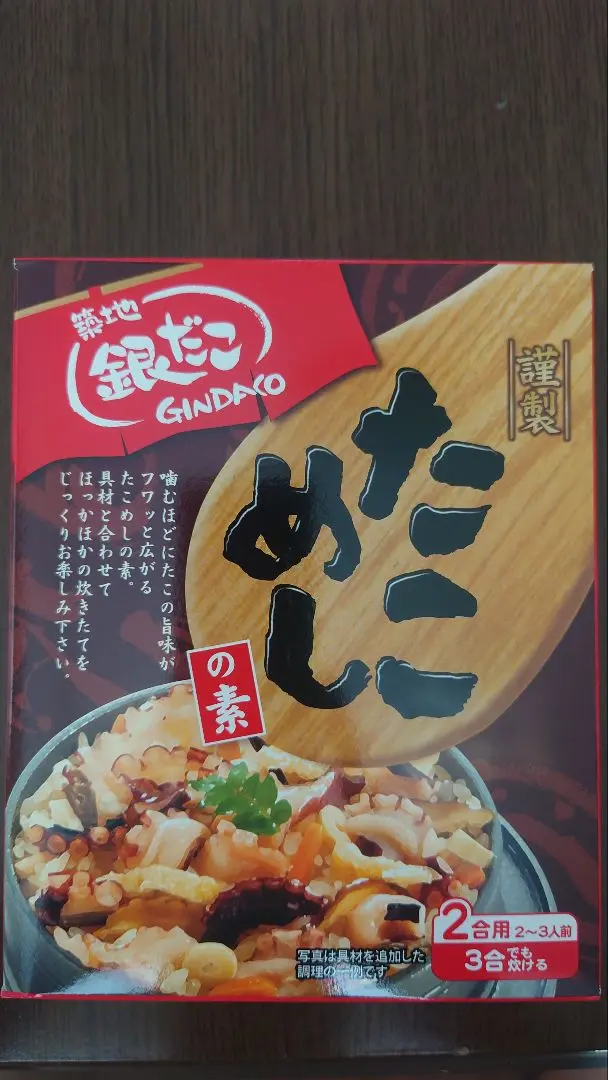 築地
銀だこ
GINDACO
謹製
たこ
めし
の素
噛むほどにたこの旨味が
フワッと広がる
たこめしの素。
具材と合わせて
ほっかほかの炊きたてを
じっくりお楽しみ下さい。
2合用 2～3人前
3合でも炊ける
写真は具材を追加した
調理の一例です